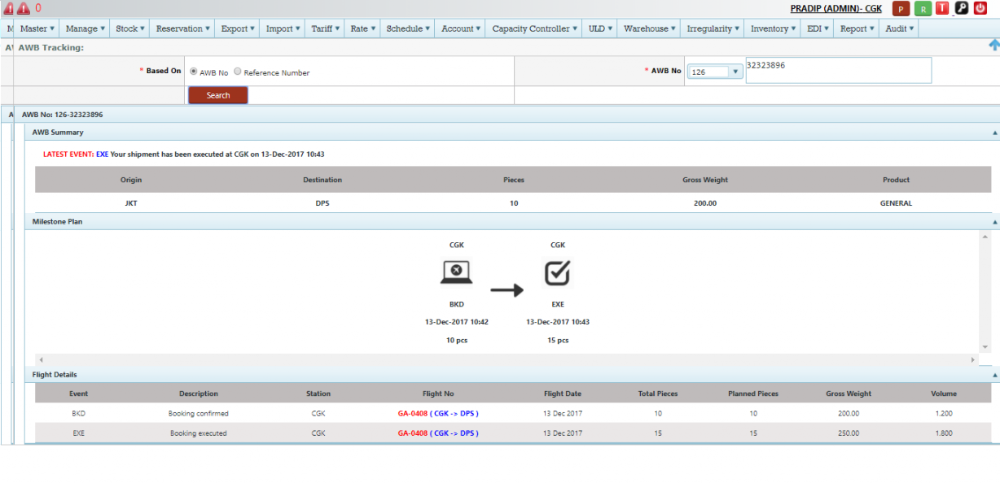 0 PRADIP (ADMIN)- CGK P R T
M Master Manage Stock Reservation Export Import Tariff Rate Schedule Account Capacity Controller ULD Warehouse Irregularity Inventory EDI Report Audit
AWB Tracking:
* Based On AWB No Reference Number * AWB No 126 32323896
Search
A AWB No: 126-32323896
AWB Summary
LATEST EVENT: EXE Your shipment has been executed at CGK on 13-Dec-2017 10:43
Origin Destination Pieces Gross Weight Product
JKT DPS 10 200.00 GENERAL
Milestone Plan
CGK CGK
BKD EXE
13-Dec-2017 10:42 13-Dec-2017 10:43
10 pcs 15 pcs
Flight Details
Event Description Station Flight No Flight Date Total Pieces Planned Pieces Gross Weight Volume
BKD Booking confirmed CGK GA-0408 ( CGK -> DPS ) 13 Dec 2017 10 10 200.00 1.200
EXE Booking executed CGK GA-0408 ( CGK -> DPS ) 13 Dec 2017 15 15 250.00 1.800